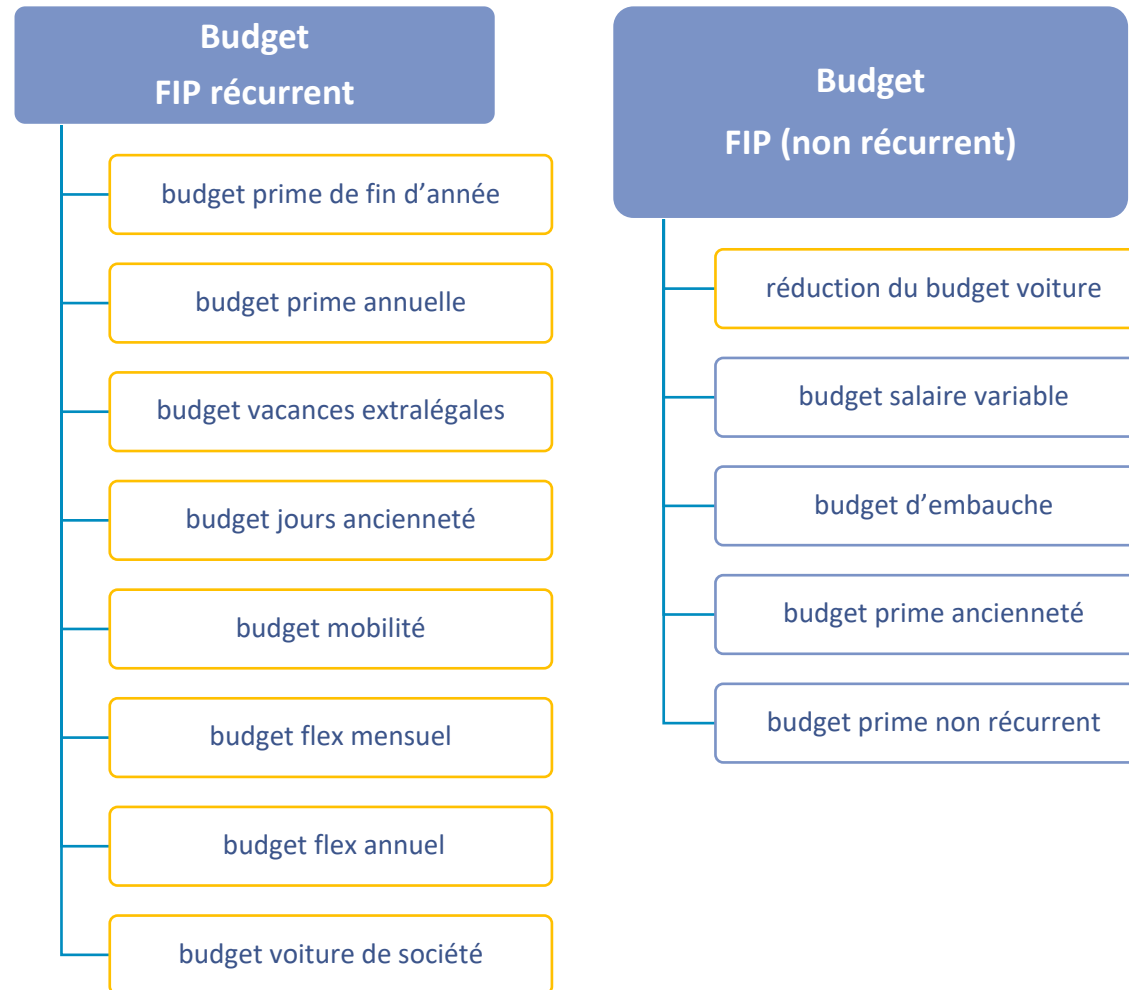 Budget
FIP récurrent
budget prime de fin d’année
budget prime annuelle
budget vacances extralégales
budget jours ancienneté
budget mobilité
budget flex mensuel
budget flex annuel
budget voiture de société
Budget
FIP (non récurrent)
réduction du budget voiture
budget salaire variable
budget d’embauche
budget prime ancienneté
budget prime non récurrent